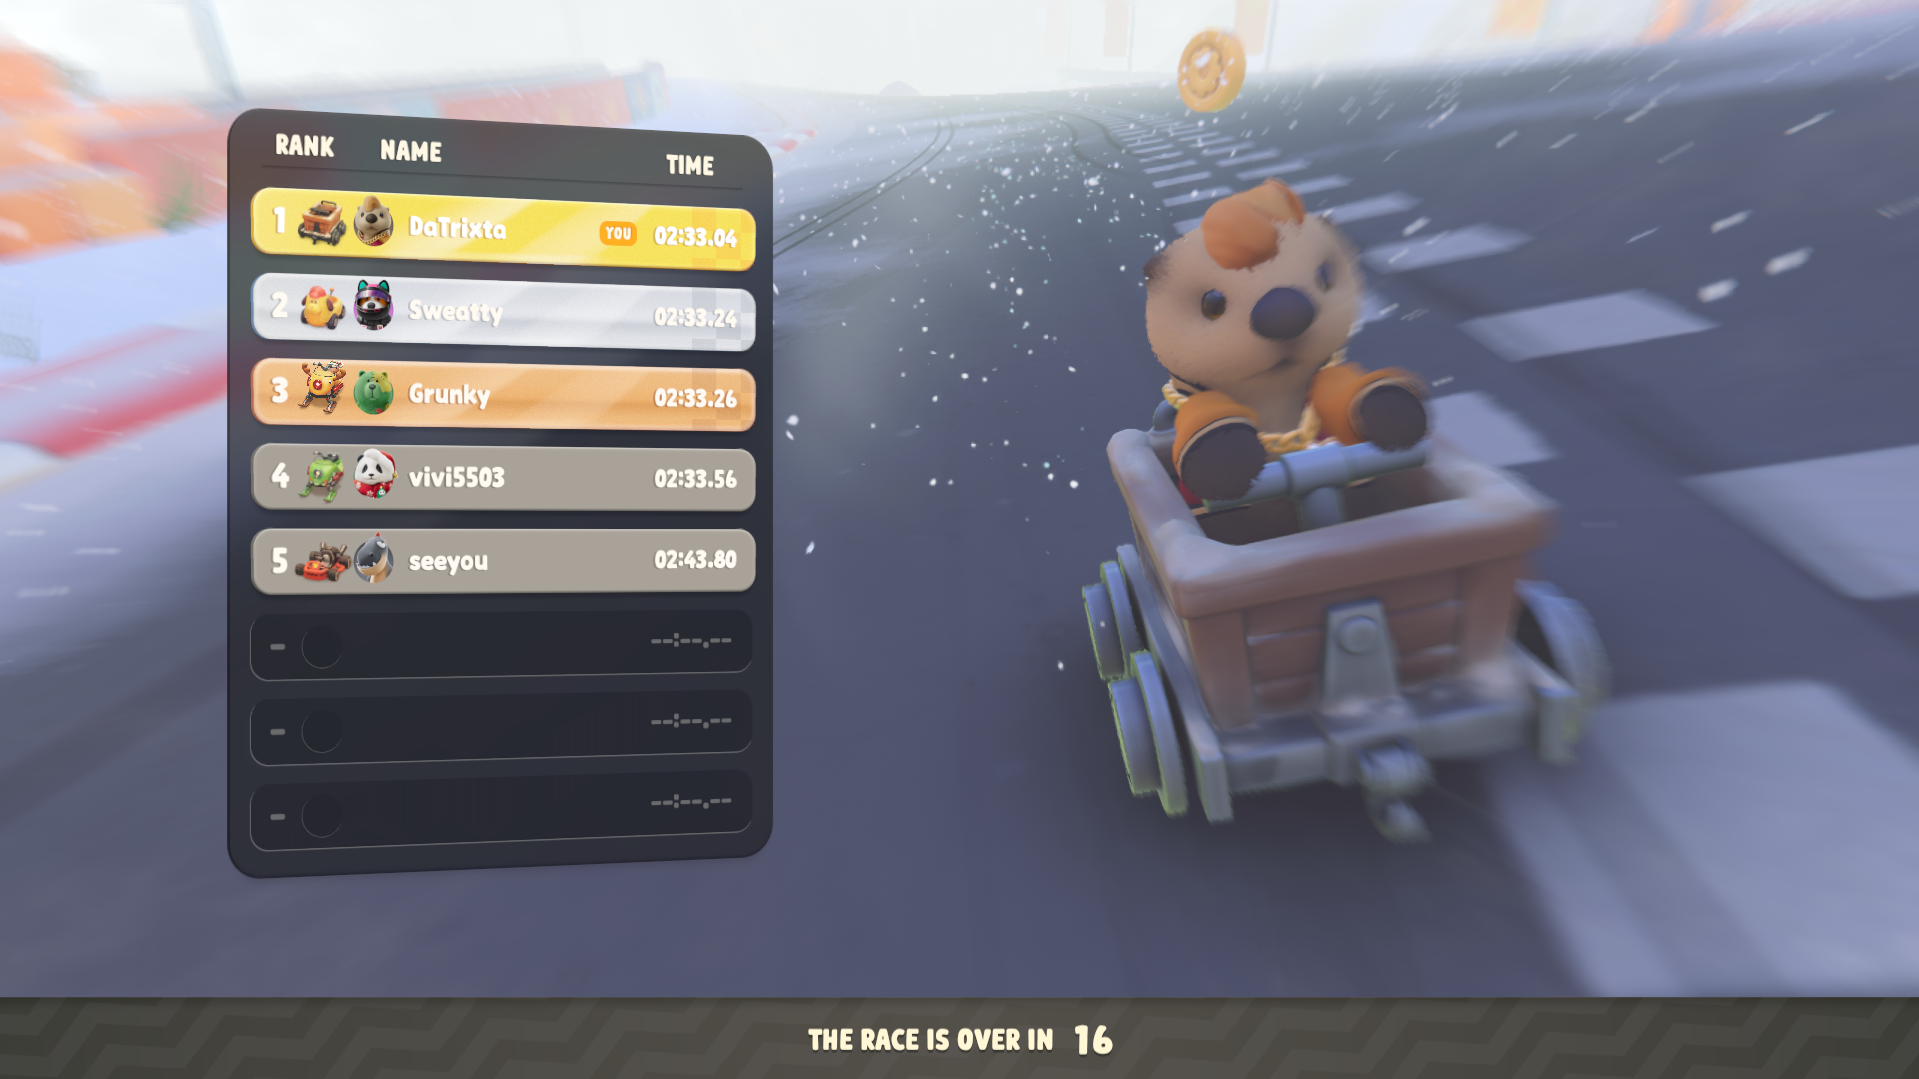 RANK NAME TIME
1 DaTrixta YOU 02:33.04
2 Sweatty 02:33.24
3 Grunky 02:33.26
4 vivi5503 02:33.56
5 seeyou 02:43.80
- --:--.--
- --:--.--
- --:--.--
THE RACE IS OVER IN 16